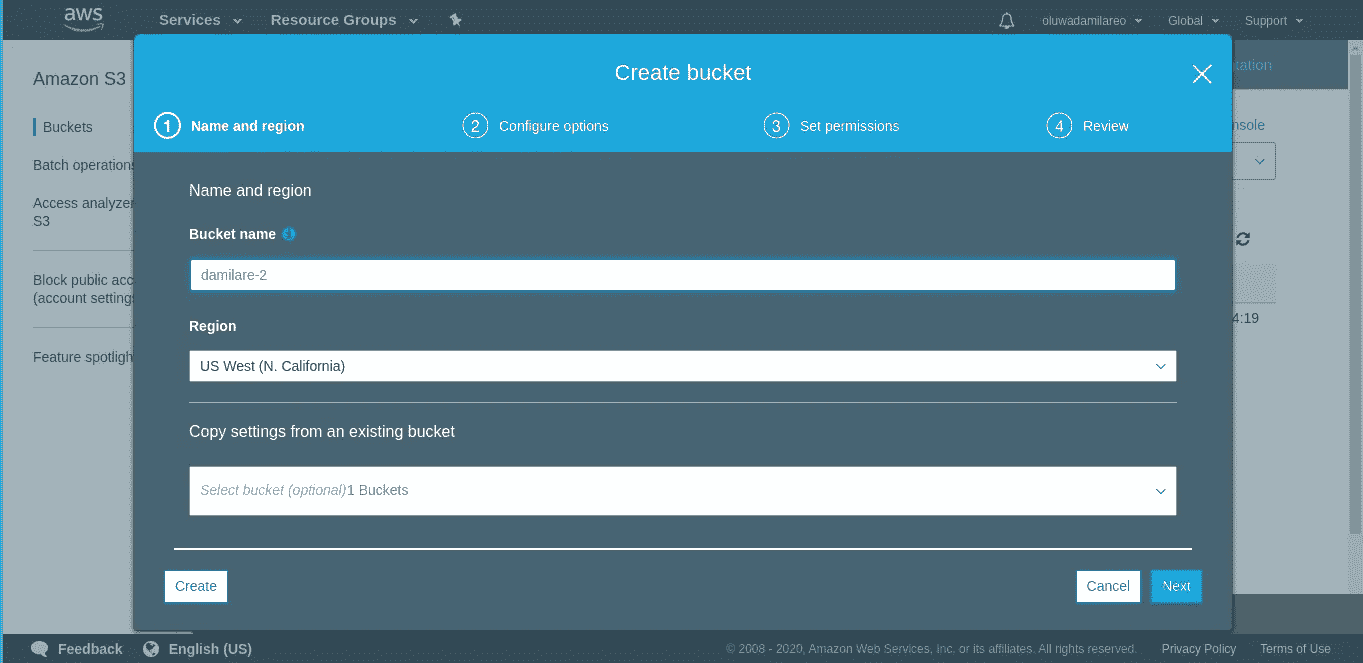 aws Services Resource Groups oluwadamilareo Global Support
Amazon S3
Buckets
Batch operations
Access analyzer
S3
Block public acc
(account settings
Feature spotligh
Create bucket
1 Name and region 2 Configure options 3 Set permissions 4 Review
Name and region
Bucket name
damilare-2
Region
US West (N. California)
Copy settings from an existing bucket
Select bucket (optional)1 Buckets
Create Cancel Next
tation
nsole
4:19
Feedback English (US) © 2008 - 2020, Amazon Web Services, Inc. or its affiliates. All rights reserved. Privacy Policy Terms of Use